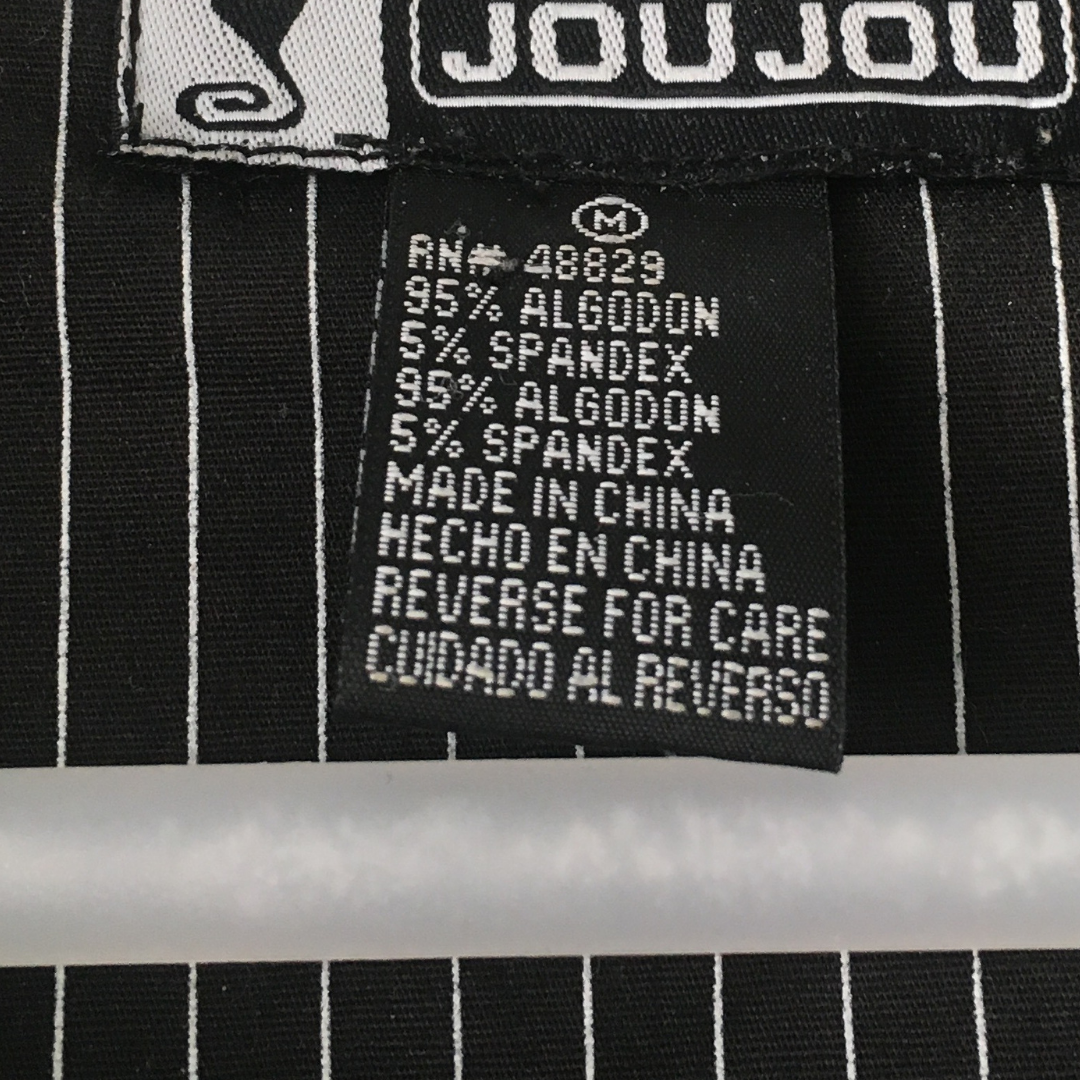 JOUJOU
M
RN# 48829
95% ALGODON
5% SPANDEX
95% ALGODON
5% SPANDEX
MADE IN CHINA
HECHO EN CHINA
REVERSE FOR CARE
CUIDADO AL REVERSO